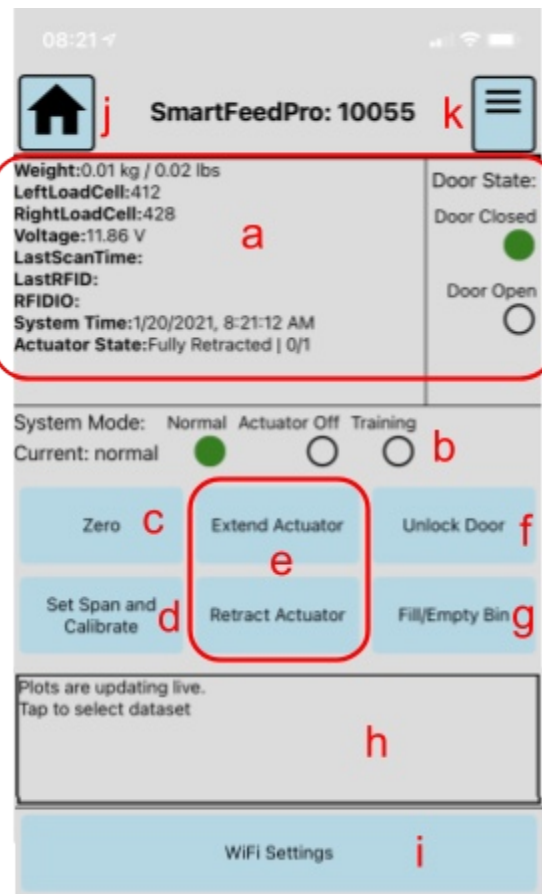 08:21
j SmartFeedPro: 10055 k
Weight:0.01 kg / 0.02 lbs
LeftLoadCell:412
RightLoadCell:428
Voltage:11.86 V
LastScanTime:
LastRFID:
RFIDIO:
System Time:1/20/2021, 8:21:12 AM
Actuator State:Fully Retracted | 0/1
a
Door State:
Door Closed
Door Open
System Mode: Normal Actuator Off Training
Current: normal b
Zero c
Extend Actuator
Unlock Door f
e
Set Span and
Calibrate d
Retract Actuator
Fill/Empty Bin g
Plots are updating live.
Tap to select dataset
h
WiFi Settings i